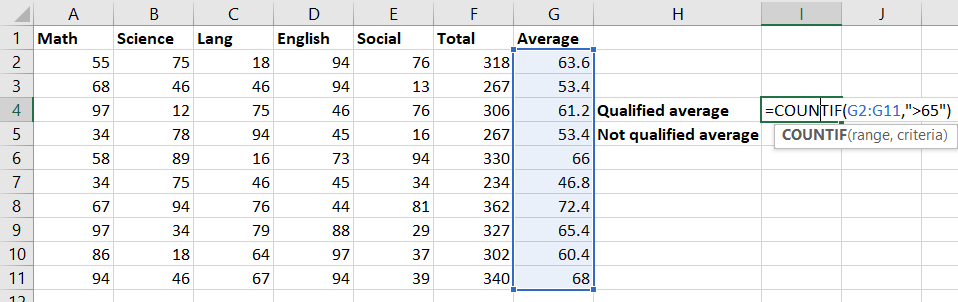 A B C D E F G H I J
1 Math Science Lang English Social Total Average
2 55 75 18 94 76 318 63.6
3 68 46 46 94 13 267 53.4
4 97 12 75 46 76 306 61.2 Qualified average =COUNTIF(G2:G11,">65")
5 34 78 94 45 16 267 53.4 Not qualified average COUNTIF(range, criteria)
6 58 89 16 73 94 330 66
7 34 75 46 45 34 234 46.8
8 67 94 76 44 81 362 72.4
9 97 34 79 88 29 327 65.4
10 86 18 64 97 37 302 60.4
11 94 46 67 94 39 340 68